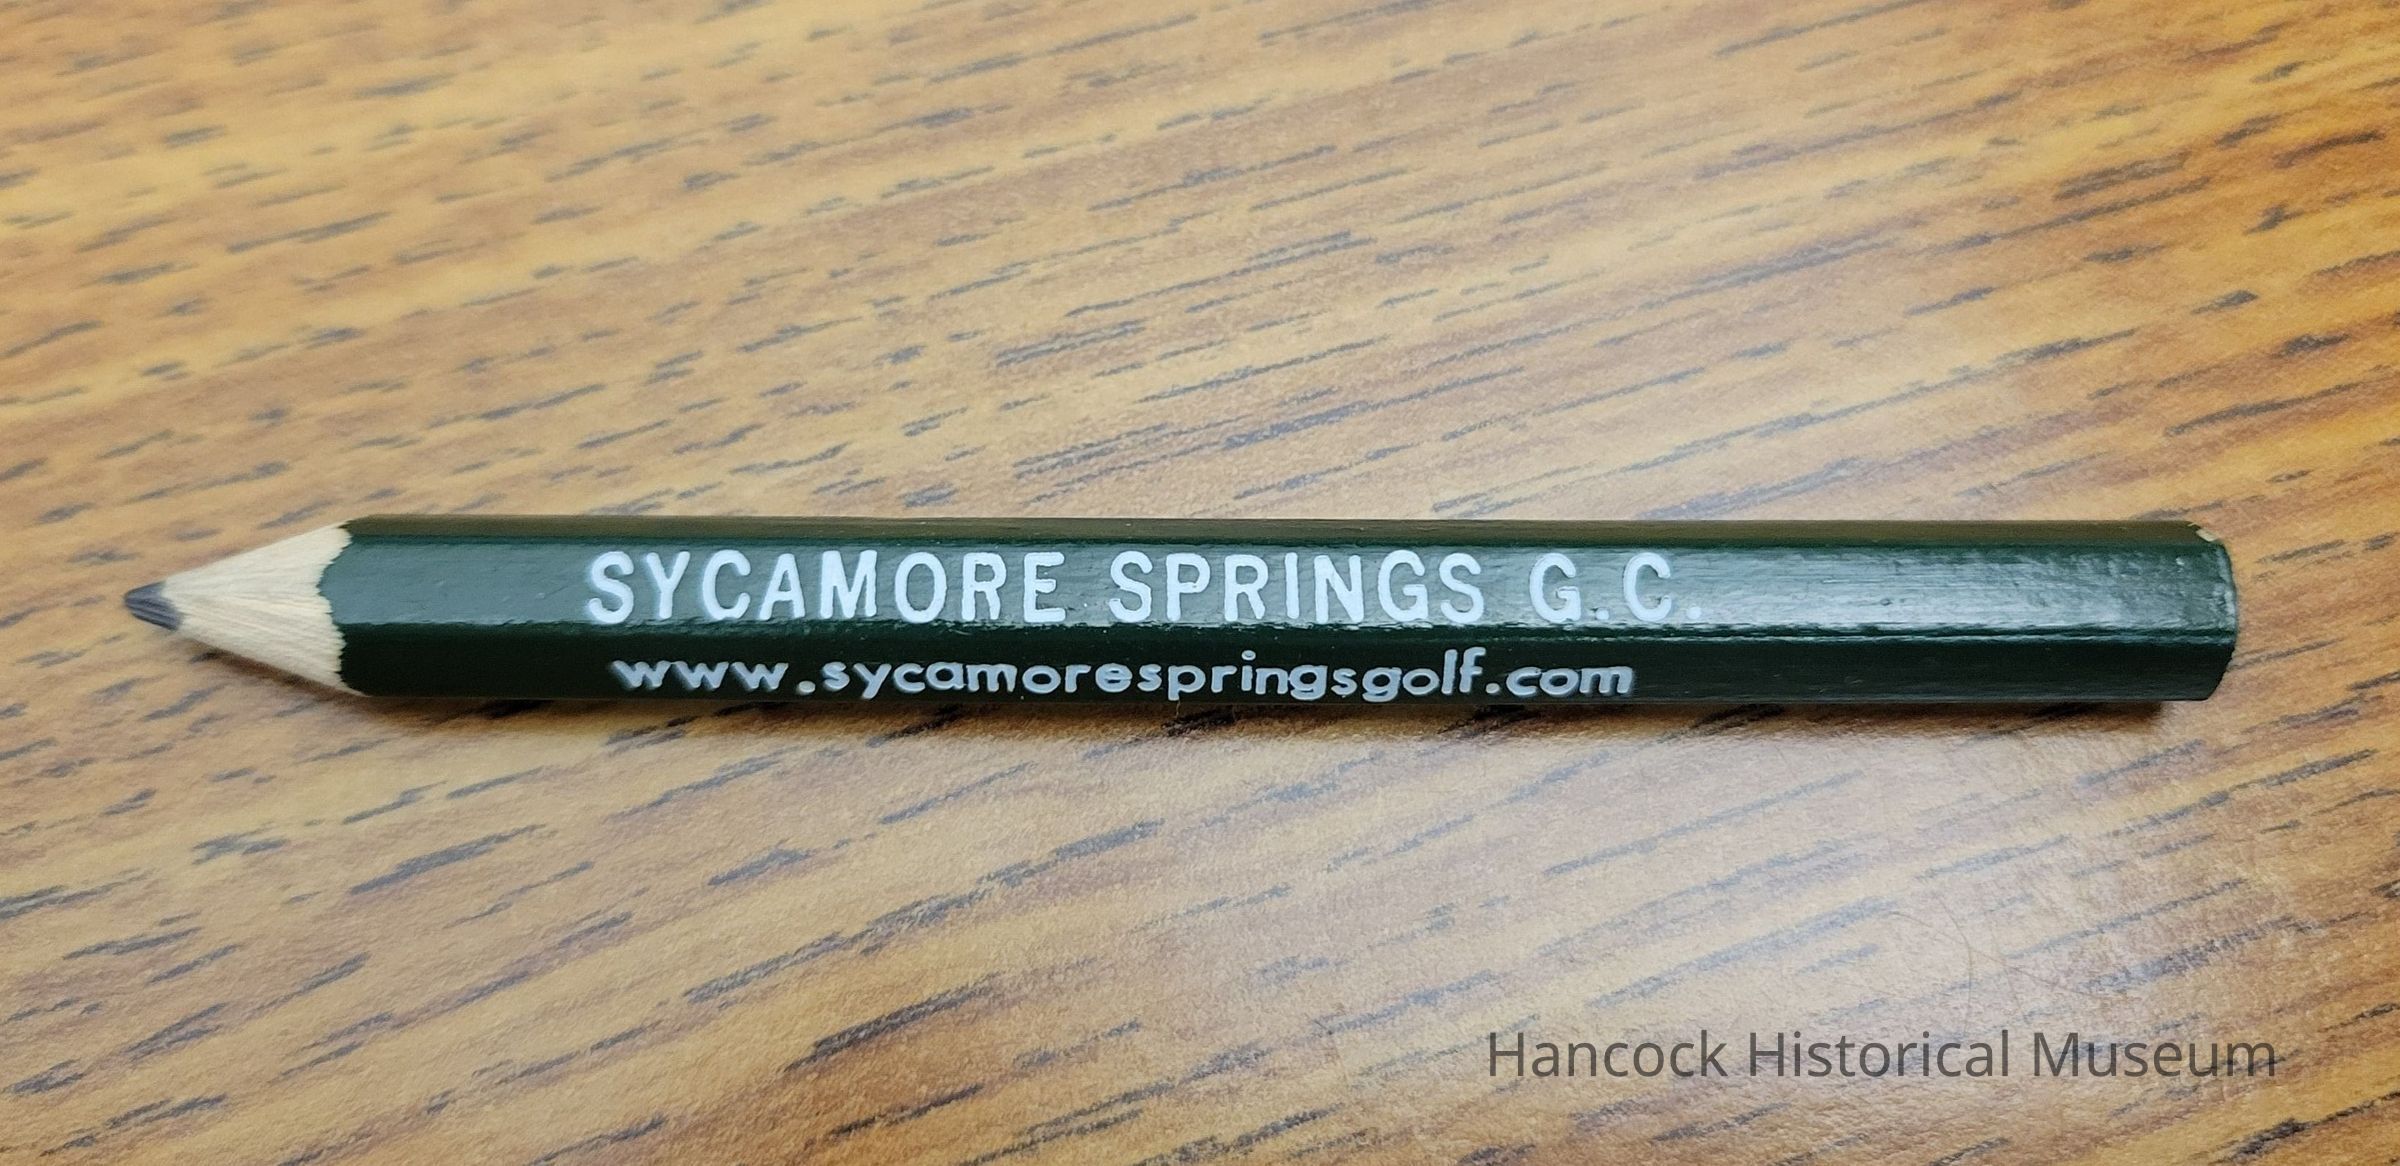 SYCAMORE SPRINGS G.C.
www.sycamorespringsgolf.com
Hancock Historical Museum